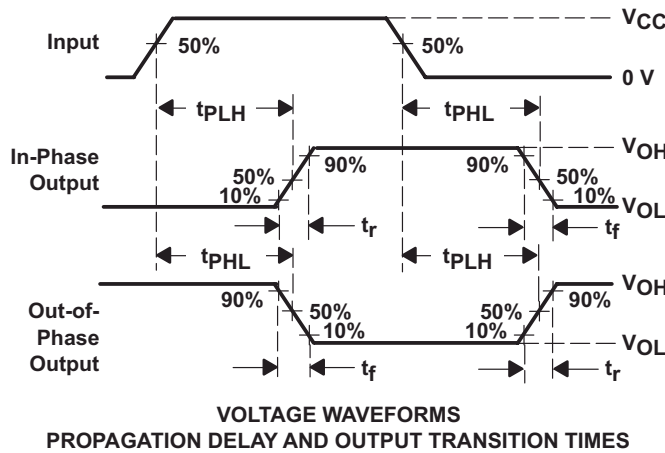 VCC
Input
50%
50%
0 V
tPLH
tPHL
In-Phase
Output
VOH
90%
90%
50%
50%
10%
10%
VOL
tr
tf
tPHL
tPLH
Out-of-
Phase
Output
VOH
90%
90%
50%
50%
10%
10%
VOL
tf
tr
VOLTAGE WAVEFORMS
PROPAGATION DELAY AND OUTPUT TRANSITION TIMES